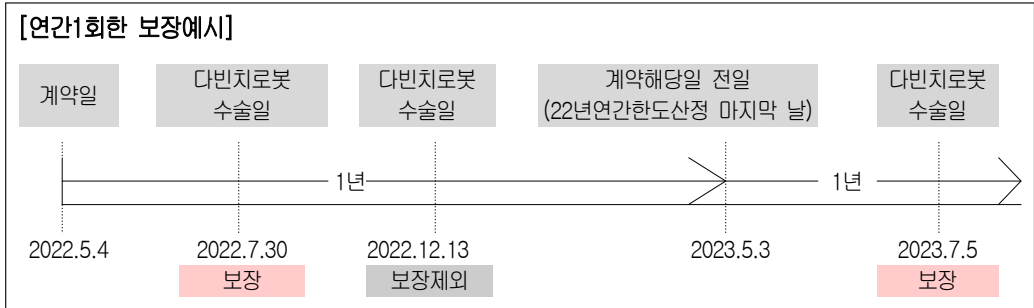 [연간1회한 보장예시]
계약일
다빈치로봇
수술일
다빈치로봇
수술일
계약해당일 전일
(22년연간한도산정 마지막 날)
다빈치로봇
수술일
1년
1년
2022.5.4
2022.7.30
2022.12.13
2023.5.3
2023.7.5
보장
보장제외
보장